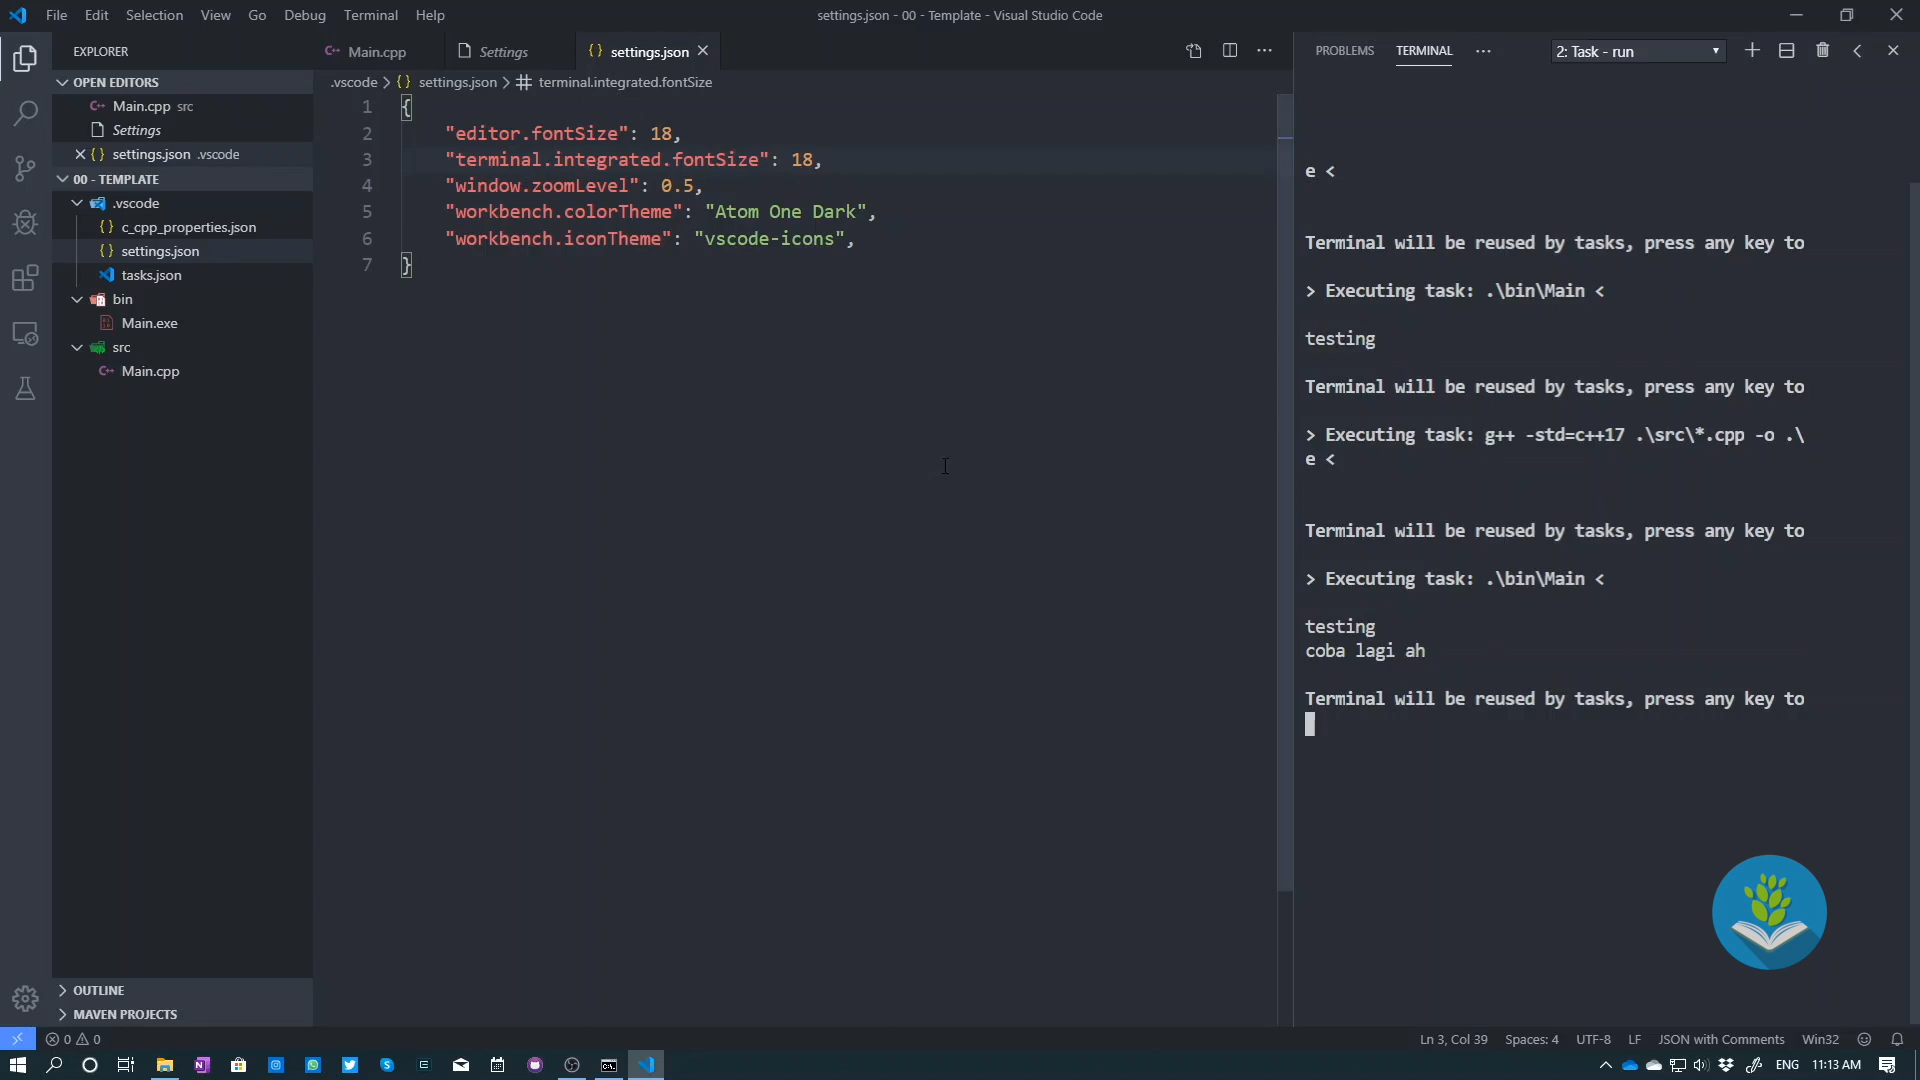 File Edit Selection View Go Debug Terminal Help
settings.json - 00 - Template - Visual Studio Code
EXPLORER
OPEN EDITORS
Main.cpp src
Settings
settings.json .vscode
00 - TEMPLATE
.vscode
c_cpp_properties.json
settings.json
tasks.json
bin
Main.exe
src
Main.cpp
OUTLINE
MAVEN PROJECTS
Main.cpp Settings settings.json
.vscode > {} settings.json > terminal.integrated.fontSize
1 {
2 "editor.fontSize": 18,
3 "terminal.integrated.fontSize": 18,
4 "window.zoomLevel": 0.5,
5 "workbench.colorTheme": "Atom One Dark",
6 "workbench.iconTheme": "vscode-icons",
7 }
PROBLEMS TERMINAL ··· 2: Task - run
e <
Terminal will be reused by tasks, press any key to
> Executing task: .\bin\Main <
testing
Terminal will be reused by tasks, press any key to
> Executing task: g++ -std=c++17 .\src\*.cpp -o .\
e <
Terminal will be reused by tasks, press any key to
> Executing task: .\bin\Main <
testing
coba lagi ah
Terminal will be reused by tasks, press any key to
0 0
Ln 3, Col 39 Spaces: 4 UTF-8 LF JSON with Comments Win32
ENG 11:13 AM